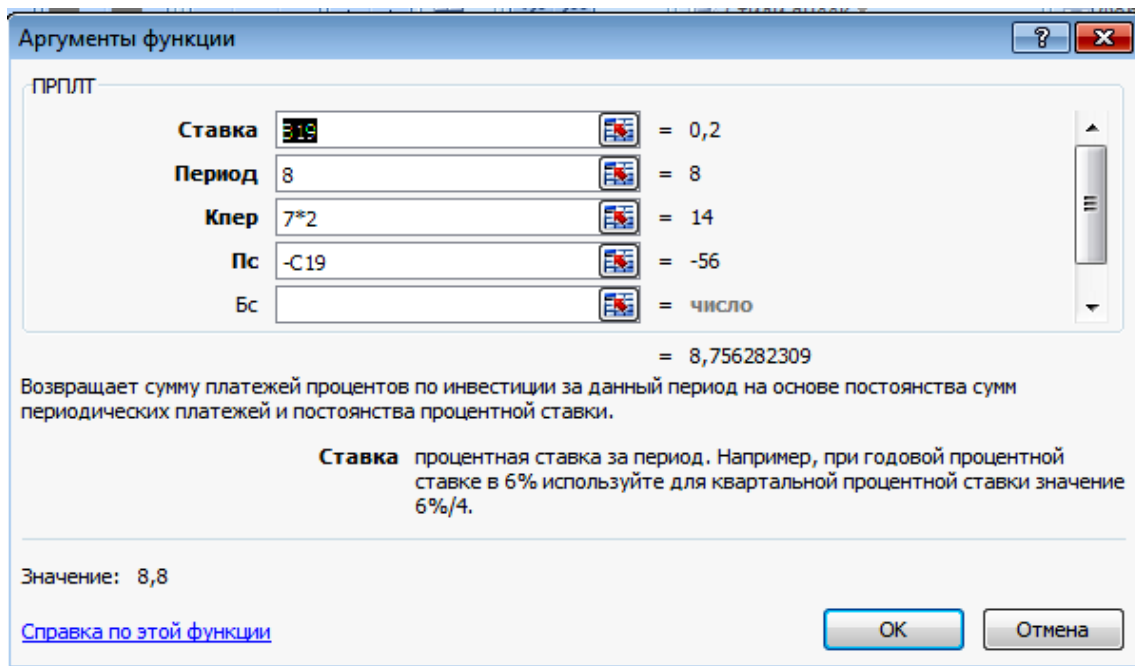 Аргументы функции
ПРПЛТ
Ставка B19 = 0,2
Период 8 = 8
Кпер 7*2 = 14
Пс -C19 = -56
Бс = число
= 8,756282309
Возвращает сумму платежей процентов по инвестиции за данный период на основе постоянства сумм
периодических платежей и постоянства процентной ставки.
Ставка процентная ставка за период. Например, при годовой процентной
ставке в 6% используйте для квартальной процентной ставки значение
6%/4.
Значение: 8,8
Справка по этой функции
ОК
Отмена